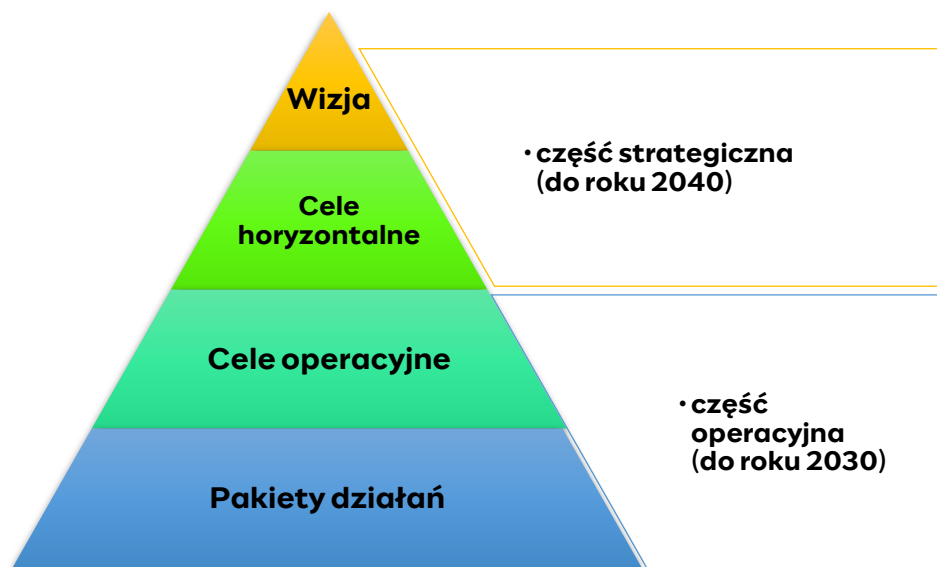 Wizja
Cele
horyzontalne
Cele operacyjne
Pakiety działań
· część strategiczna
(do roku 2040)
· część
operacyjna
(do roku 2030)